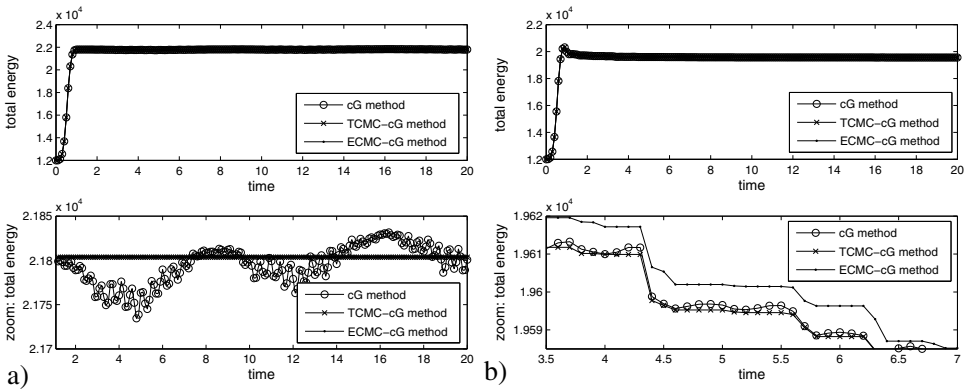 x 10^4
total energy
2.4
2.2
2
1.8
1.6
1.4
1.2
0 2 4 6 8 10 12 14 16 18 20
time
cG method
TCMC−cG method
ECMC−cG method
x 10^4
zoom: total energy
2.185
2.18
2.175
2.17
2 4 6 8 10 12 14 16 18 20
time
cG method
TCMC−cG method
ECMC−cG method
a)
x 10^4
total energy
2.2
2
1.8
1.6
1.4
1.2
0 2 4 6 8 10 12 14 16 18 20
time
cG method
TCMC−cG method
ECMC−cG method
x 10^4
zoom: total energy
1.962
1.961
1.96
1.959
3.5 4 4.5 5 5.5 6 6.5 7
time
cG method
TCMC−cG method
ECMC−cG method
b)